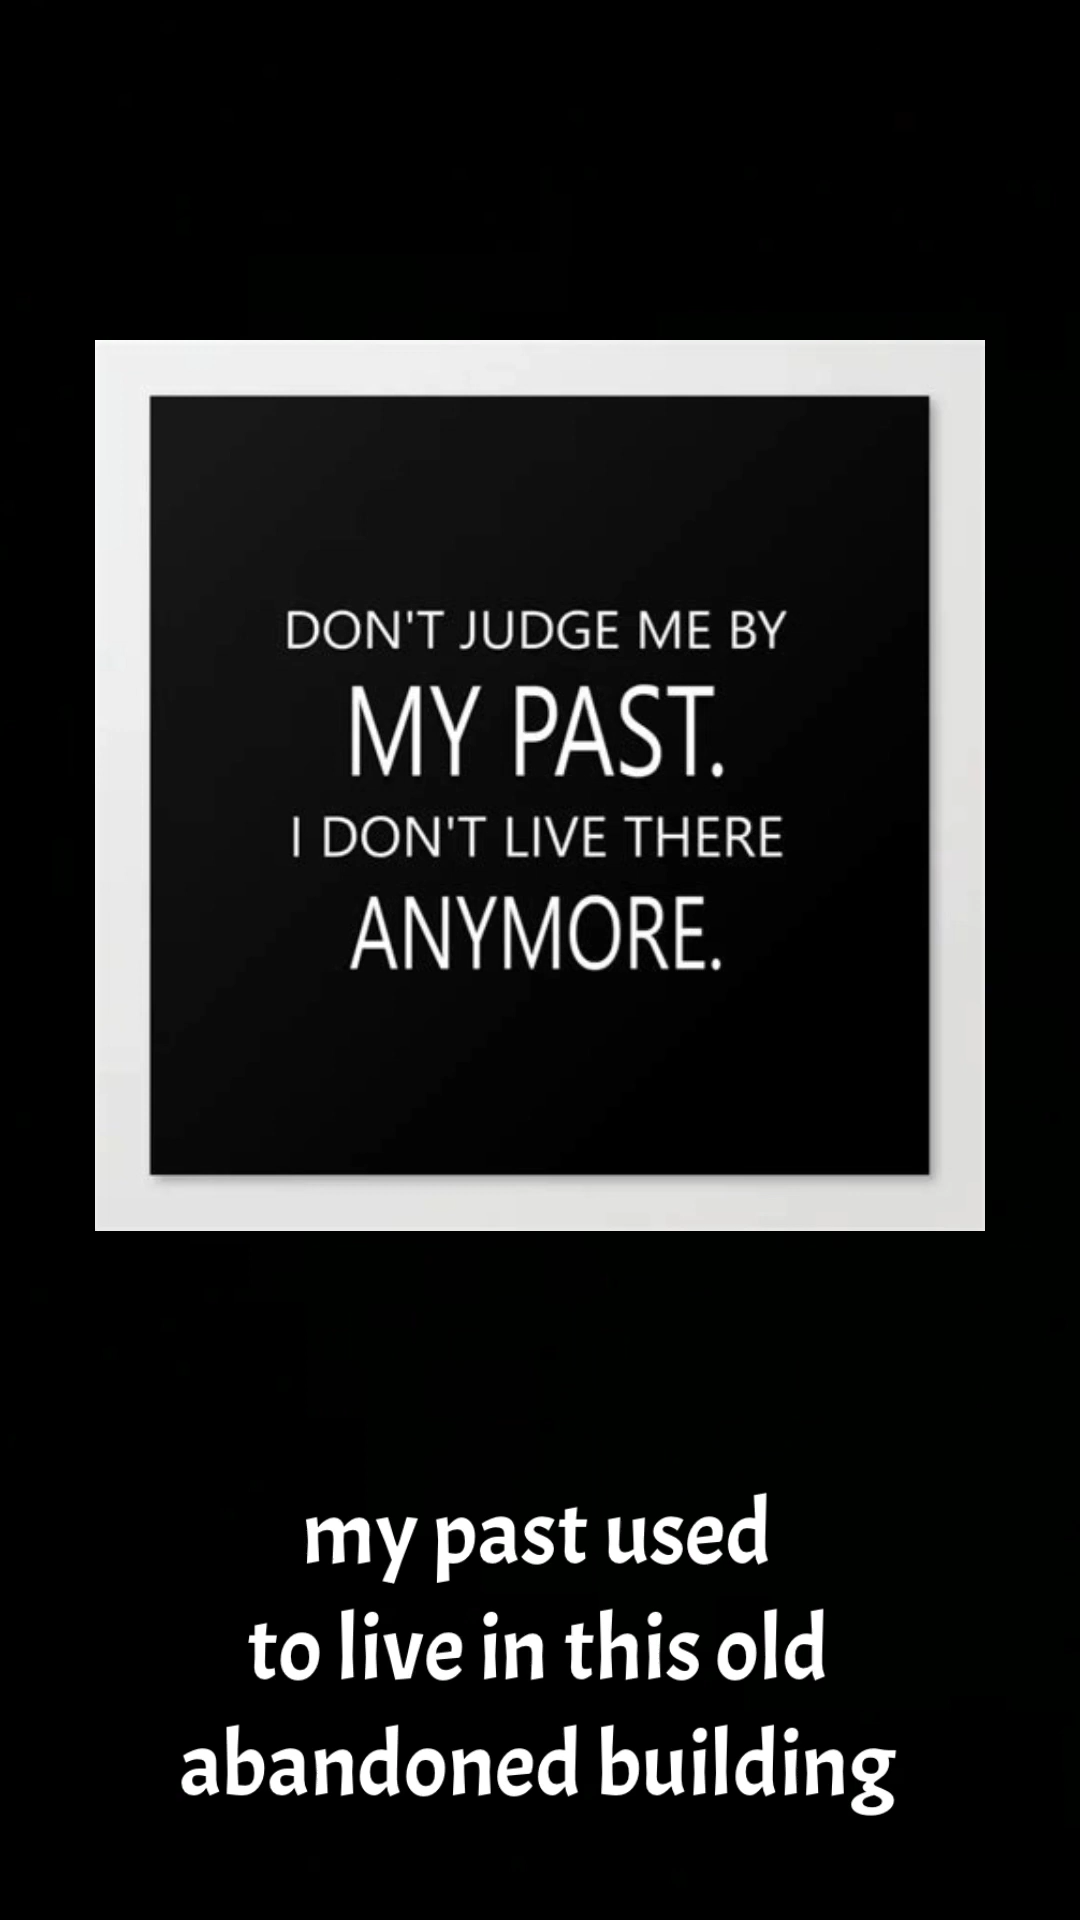 DON'T JUDGE ME BY
MY PAST.
I DON'T LIVE THERE
ANYMORE.
my past used
to live in this old
abandoned building